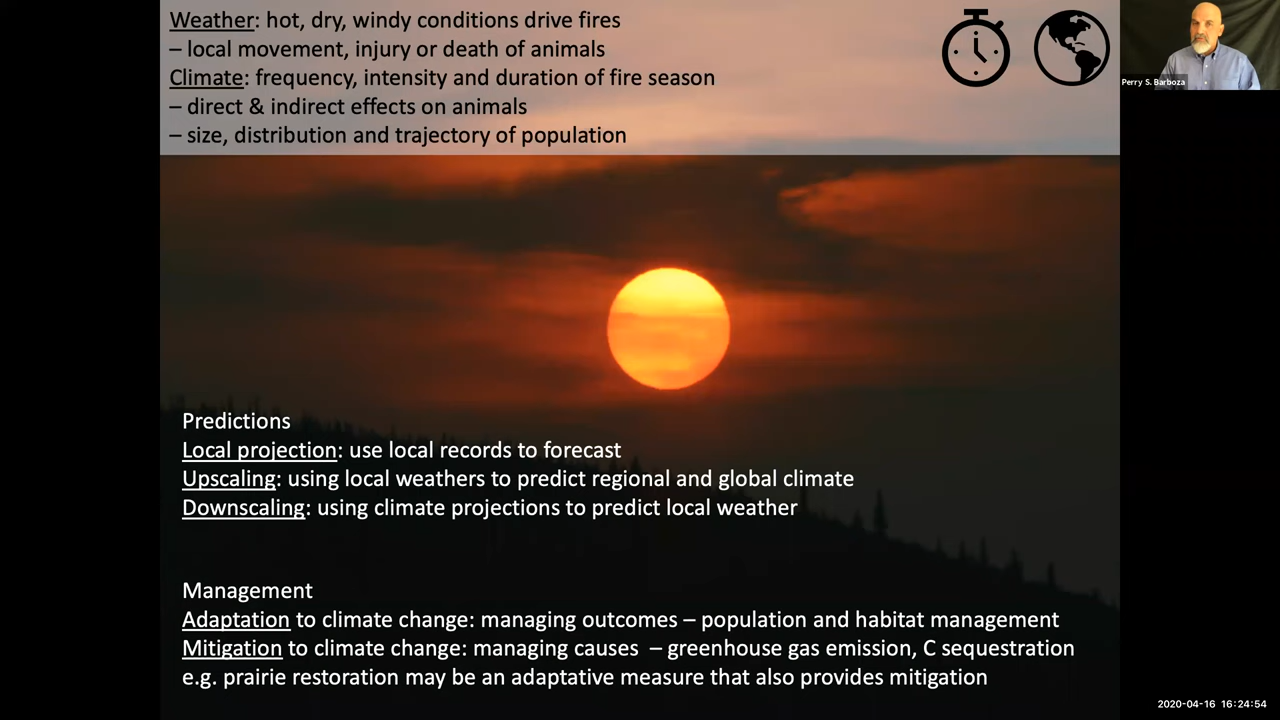 Weather: hot, dry, windy conditions drive fires
– local movement, injury or death of animals
Climate: frequency, intensity and duration of fire season
– direct & indirect effects on animals
– size, distribution and trajectory of population
Perry S. Barboza
Predictions
Local projection: use local records to forecast
Upscaling: using local weathers to predict regional and global climate
Downscaling: using climate projections to predict local weather
Management
Adaptation to climate change: managing outcomes – population and habitat management
Mitigation to climate change: managing causes – greenhouse gas emission, C sequestration
e.g. prairie restoration may be an adaptative measure that also provides mitigation
2020-04-16 16:24:54